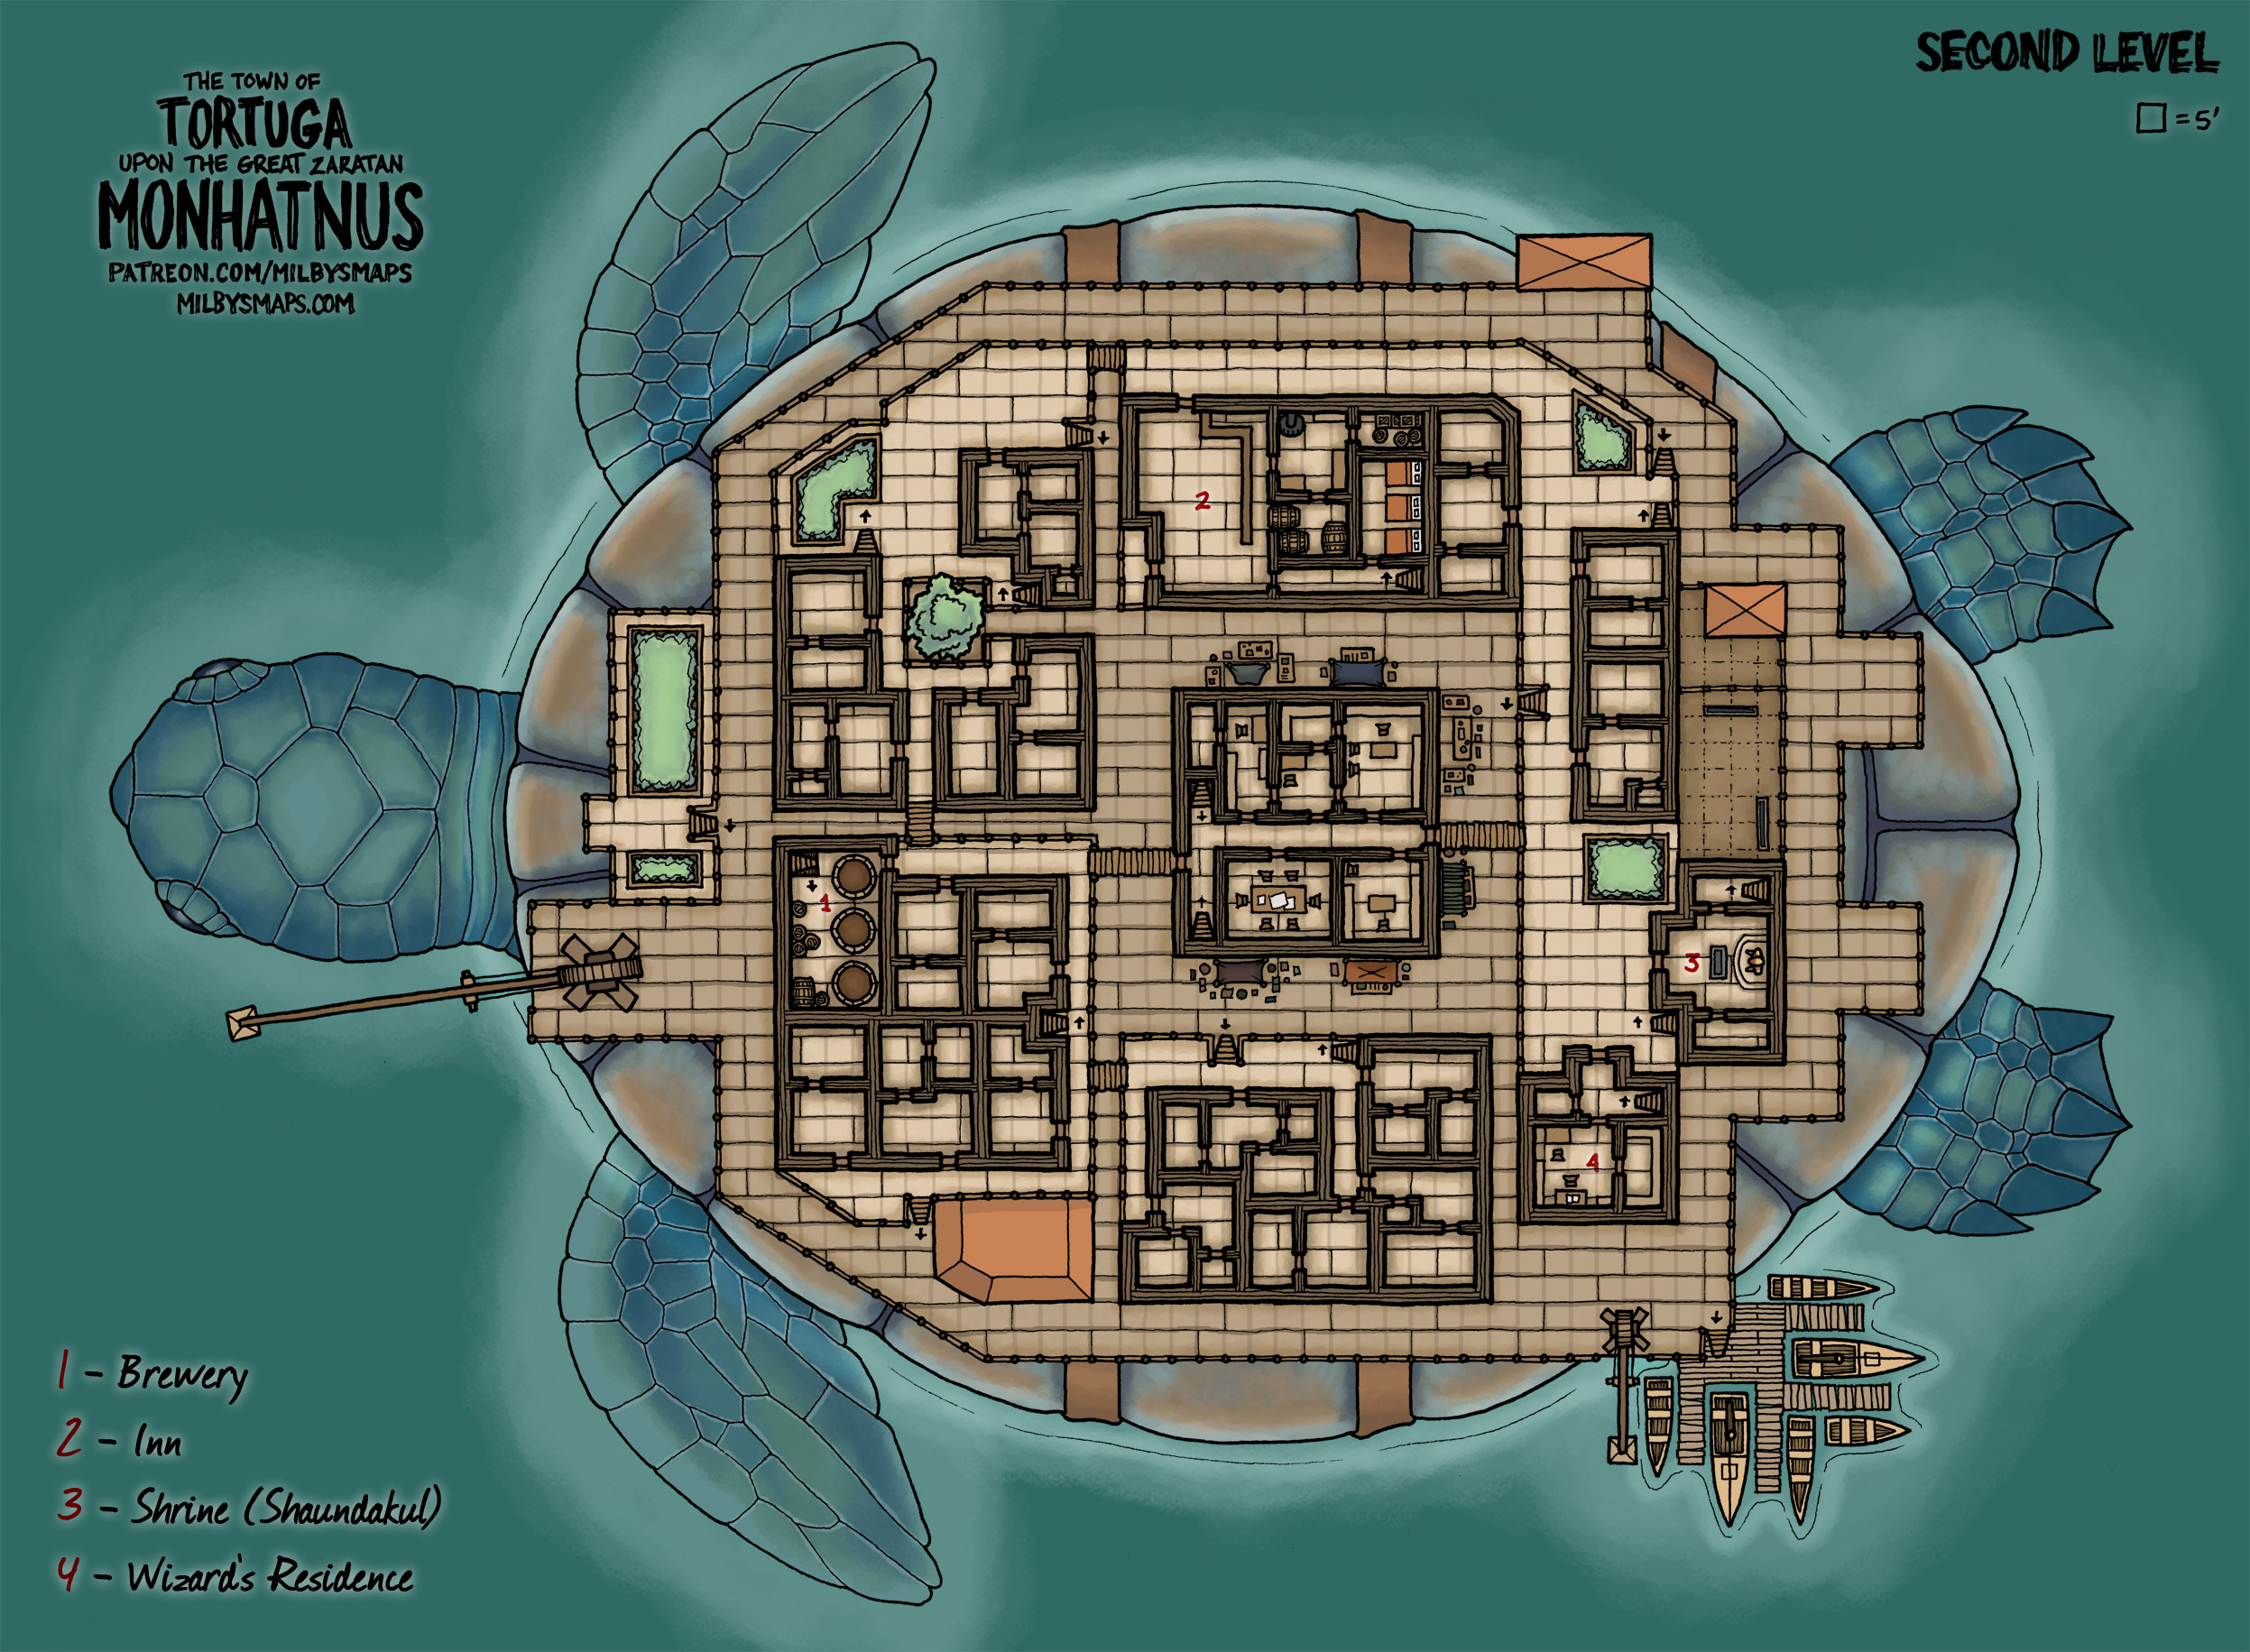 THE TOWN OF
TORTUGA
UPON THE GREAT ZARATAN
MONHATNUS
PATREON.COM/MILBYSMAPS
MILBYSMAPS.COM
SECOND LEVEL
= 5'
2
1
3
4
1 - Brewery
2 - Inn
3 - Shrine (Shaundakul)
4 - Wizard's Residence